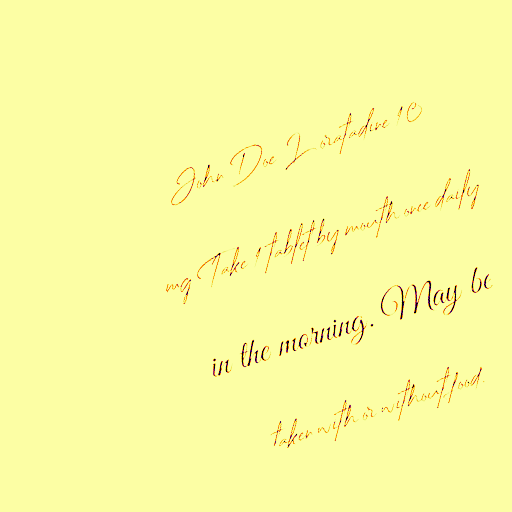 John Doe Loratadine 10
mg Take 1 tablet by mouth once daily
in the morning. May be
taken with or without food.